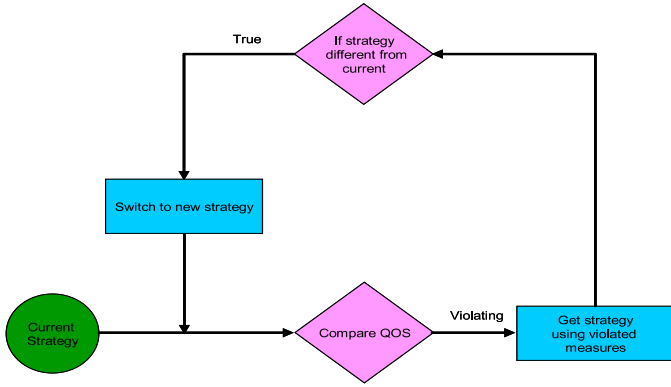 True
If strategy
different from
current
Switch to new strategy
Current
Strategy
Compare QOS
Violating
Get strategy
using violated
measures